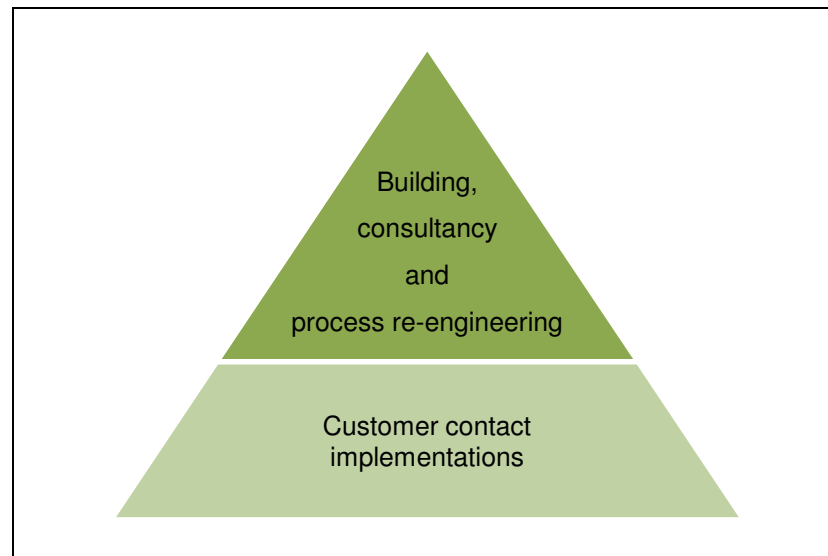 Building,
consultancy
and
process re-engineering
Customer contact
implementations